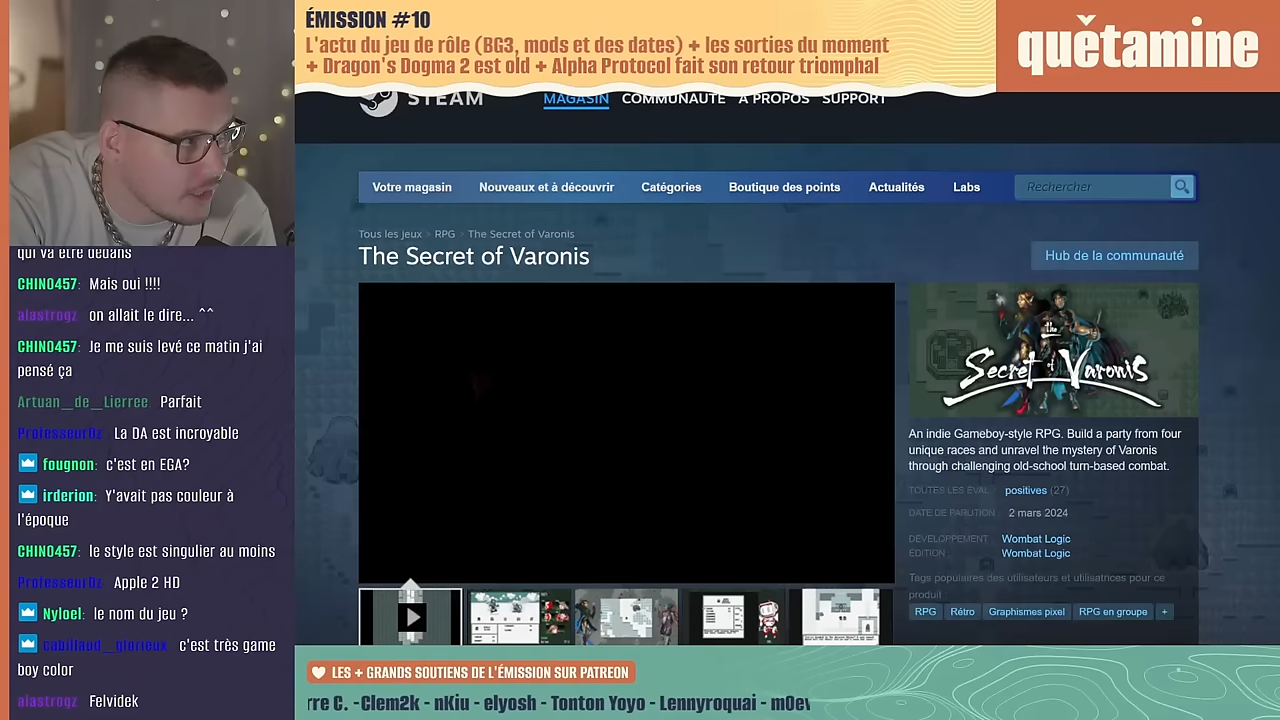 ÉMISSION #10
L'actu du jeu de rôle (BG3, mods et des dates) + les sorties du moment
+ Dragon's Dogma 2 est old + Alpha Protocol fait son retour triomphal
quětamine
STEAM
MAGASIN COMMUNAUTÉ À PROPOS SUPPORT
Votre magasin Nouveaux et à découvrir Catégories Boutique des points Actualités Labs Rechercher
Tous les jeux > RPG > The Secret of Varonis
The Secret of Varonis
Hub de la communauté
the
Secret of Varonis
An indie Gameboy-style RPG. Build a party from four
unique races and unravel the mystery of Varonis
through challenging old-school turn-based combat.
TOUTES LES ÉVAL. positives (27)
DATE DE PARUTION : 2 mars 2024
DÉVELOPPEMENT Wombat Logic
ÉDITION : Wombat Logic
Tags populaires des utilisateurs et utilisatrices pour ce
produit :
RPG Rétro Graphismes pixel RPG en groupe +
qui va être dedans
CHINO457: Mais oui !!!!
alastrogz on allait le dire... ^^
CHINO457: Je me suis levé ce matin j'ai
pensé ça
Artuan_de_Lierree Parfait
ProfesseurOz La DA est incroyable
fougnon: c'est en EGA?
irderion: Y'avait pas couleur à
l'époque
CHINO457: le style est singulier au moins
ProfesseurOz Apple 2 HD
Nyloel: le nom du jeu ?
cabillaud_glorieux c'est très game
boy color
alastrogz Felvidek
LES + GRANDS SOUTIENS DE L'ÉMISSION SUR PATREON
rre C. -Clem2k - nKiu - elyosh - Tonton Yoyo - Lennyroquai - m0ev